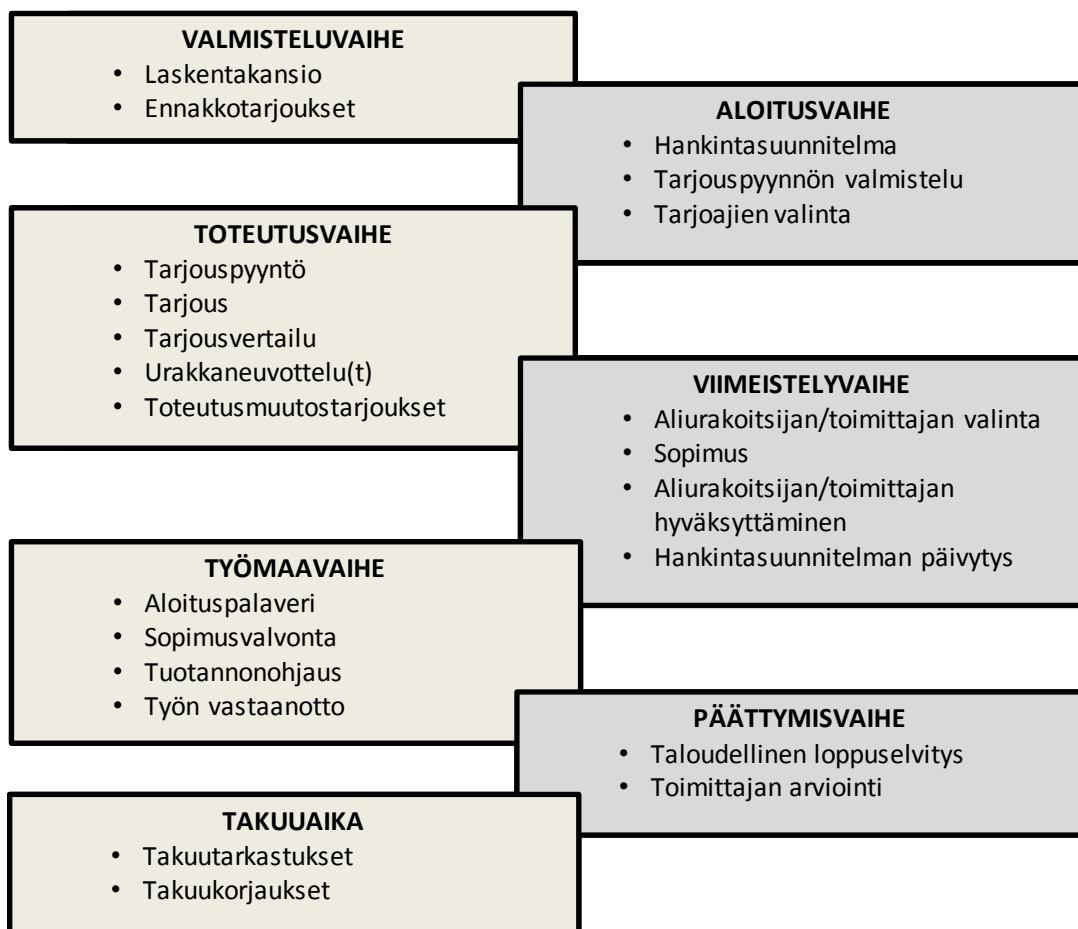 VALMISTELUVAIHE
• Laskentakansio
• Ennakkotarjoukset
ALOITUSVAIHE
• Hankintasuunnitelma
• Tarjouspyynnön valmistelu
• Tarjoajien valinta
TOTEUTUSVAIHE
• Tarjouspyyntö
• Tarjous
• Tarjousvertailu
• Urakkaneuvottelu(t)
• Toteutusmuutostarjoukset
VIIMEISTELYVAIHE
• Aliurakoitsijan/toimittajan valinta
• Sopimus
• Aliurakoitsijan/toimittajan
hyväksyttäminen
• Hankintasuunnitelman päivytys
TYÖMAAVAIHE
• Aloituspalaveri
• Sopimusvalvonta
• Tuotannonohjaus
• Työn vastaanotto
PÄÄTTYMISVAIHE
• Taloudellinen loppuselvitys
• Toimittajan arviointi
TAKUUAIKA
• Takuutarkastukset
• Takuukorjaukset